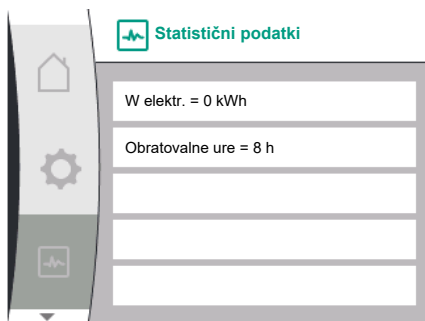 Statistični podatki
W elektr. = 0 kWh
Obratovalne ure = 8 h